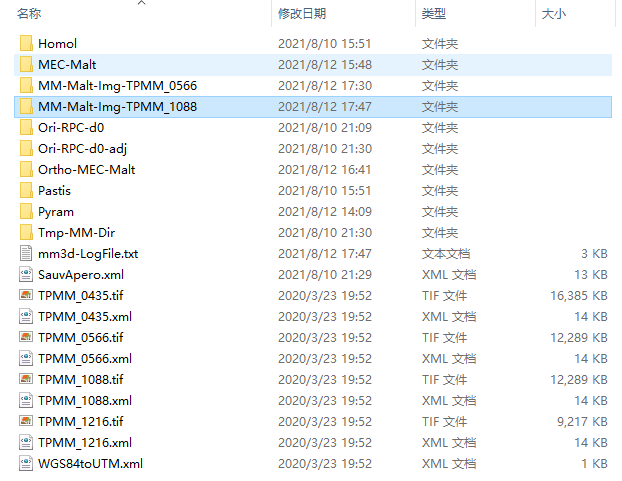 名称 修改日期 类型 大小
Homol 2021/8/10 15:51 文件夹
MEC-Malt 2021/8/12 15:48 文件夹
MM-Malt-Img-TPMM_0566 2021/8/12 17:30 文件夹
MM-Malt-Img-TPMM_1088 2021/8/12 17:47 文件夹
Ori-RPC-d0 2021/8/10 21:09 文件夹
Ori-RPC-d0-adj 2021/8/10 21:30 文件夹
Ortho-MEC-Malt 2021/8/12 16:41 文件夹
Pastis 2021/8/10 15:51 文件夹
Pyram 2021/8/12 14:09 文件夹
Tmp-MM-Dir 2021/8/10 21:30 文件夹
mm3d-LogFile.txt 2021/8/12 17:47 文本文档 3 KB
SauvApero.xml 2021/8/10 21:29 XML 文档 13 KB
TPMM_0435.tif 2020/3/23 19:52 TIF 文件 16,385 KB
TPMM_0435.xml 2020/3/23 19:52 XML 文档 14 KB
TPMM_0566.tif 2020/3/23 19:52 TIF 文件 12,289 KB
TPMM_0566.xml 2020/3/23 19:52 XML 文档 14 KB
TPMM_1088.tif 2020/3/23 19:52 TIF 文件 12,289 KB
TPMM_1088.xml 2020/3/23 19:52 XML 文档 14 KB
TPMM_1216.tif 2020/3/23 19:52 TIF 文件 9,217 KB
TPMM_1216.xml 2020/3/23 19:52 XML 文档 14 KB
WGS84toUTM.xml 2020/3/23 19:52 XML 文档 1 KB